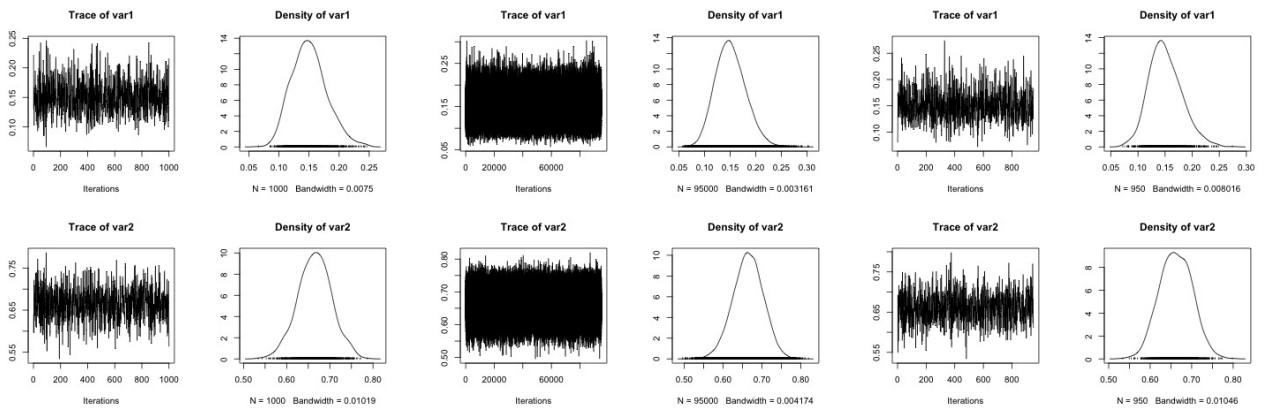 Trace of var1
0.25
0.20
0.15
0.10
0 200 400 600 800 1000
Iterations
Density of var1
14
12
10
8
6
4
2
0
0.05 0.10 0.15 0.20 0.25
N = 1000 Bandwidth = 0.0075
Trace of var1
0.25
0.15
0.05
0 20000 60000
Iterations
Density of var1
14
12
10
8
6
4
2
0
0.05 0.10 0.15 0.20 0.25 0.30
N = 95000 Bandwidth = 0.003161
Trace of var1
0.25
0.20
0.15
0.10
0 200 400 600 800
Iterations
Density of var1
14
12
10
8
6
4
2
0
0.05 0.10 0.15 0.20 0.25 0.30
N = 950 Bandwidth = 0.008016
Trace of var2
0.75
0.65
0.55
0 200 400 600 800 1000
Iterations
Density of var2
10
8
6
4
2
0
0.50 0.60 0.70 0.80
N = 1000 Bandwidth = 0.01019
Trace of var2
0.80
0.70
0.60
0.50
0 20000 60000
Iterations
Density of var2
10
8
6
4
2
0
0.50 0.60 0.70 0.80
N = 95000 Bandwidth = 0.004174
Trace of var2
0.75
0.65
0.55
0 200 400 600 800
Iterations
Density of var2
8
6
4
2
0
0.50 0.60 0.70 0.80
N = 950 Bandwidth = 0.01046